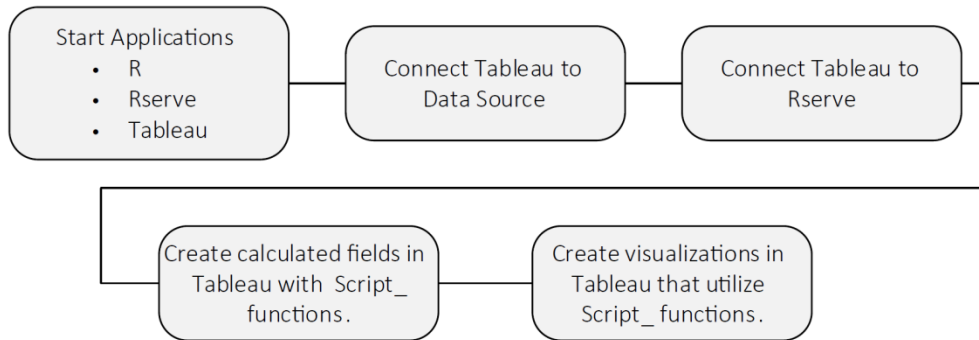 Start Applications
• R
• Rserve
• Tableau
Connect Tableau to
Data Source
Connect Tableau to
Rserve
Create calculated fields in
Tableau with Script_
functions.
Create visualizations in
Tableau that utilize
Script_ functions.